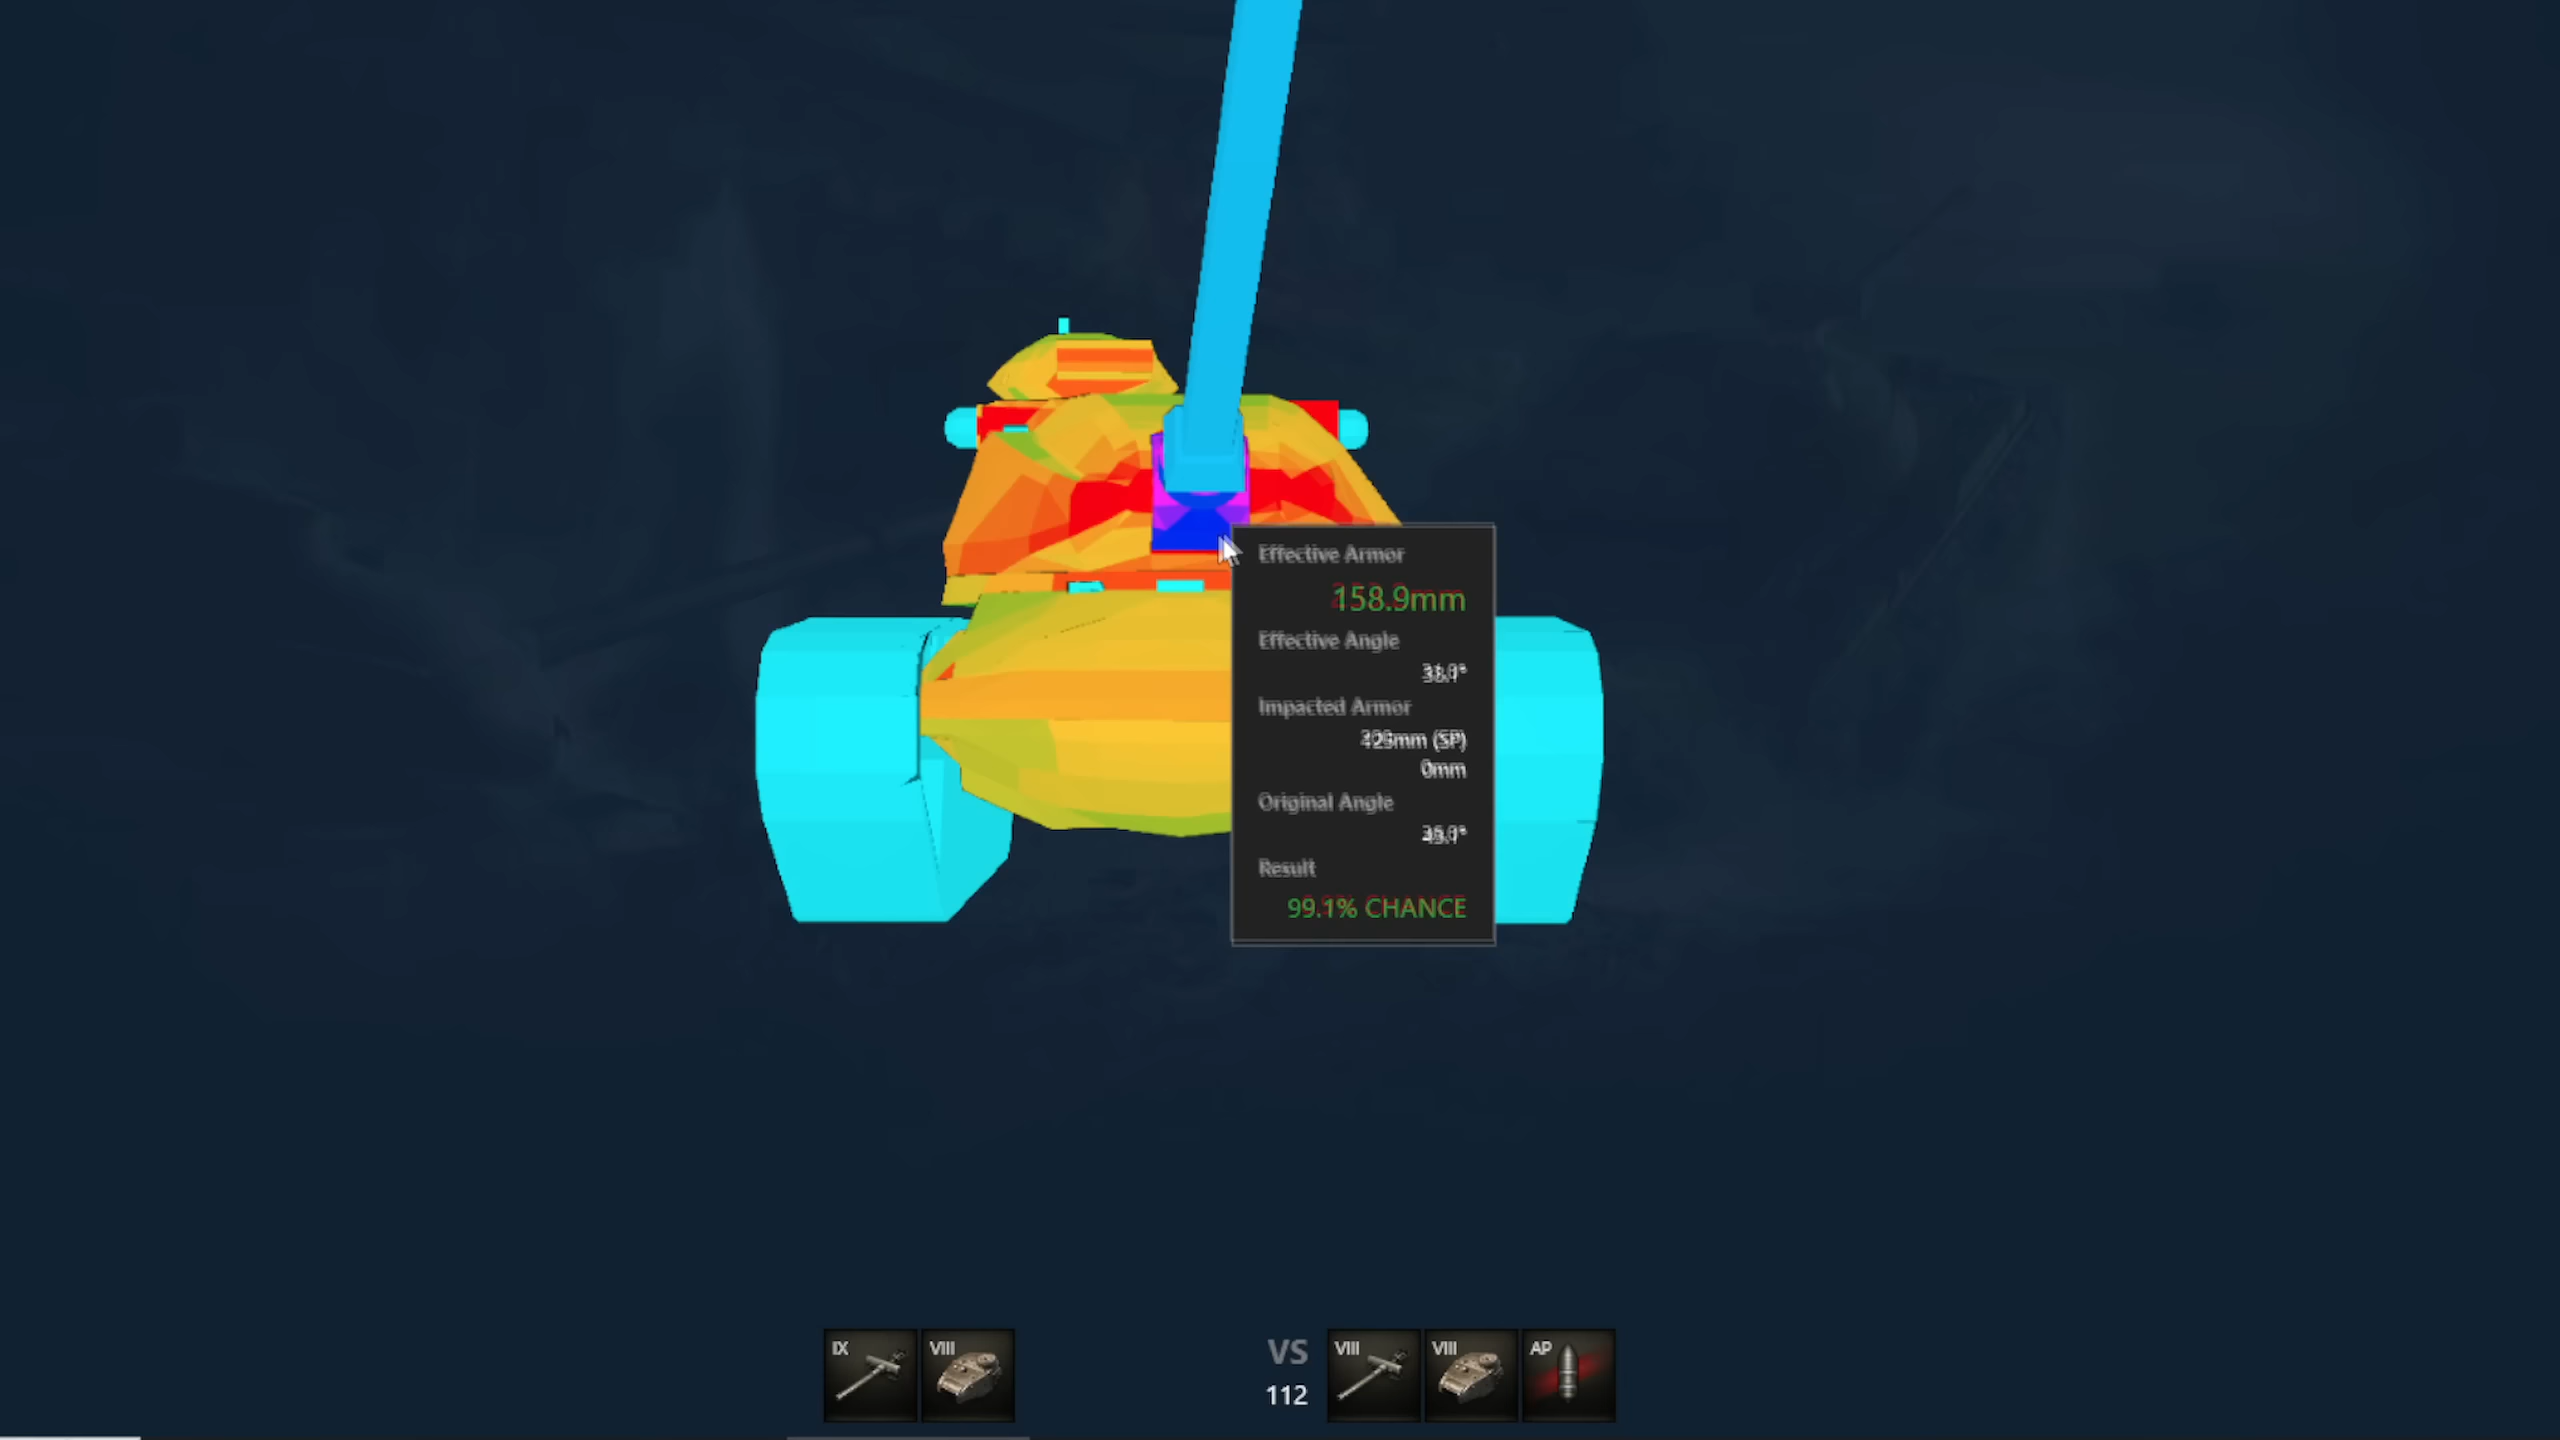 Effective Armor
158.9mm
Effective Angle
Impacted Armor
(SP)
0mm
Original Angle
Result
99.1% CHANCE
IX VIII VS VIII VIII AP
112